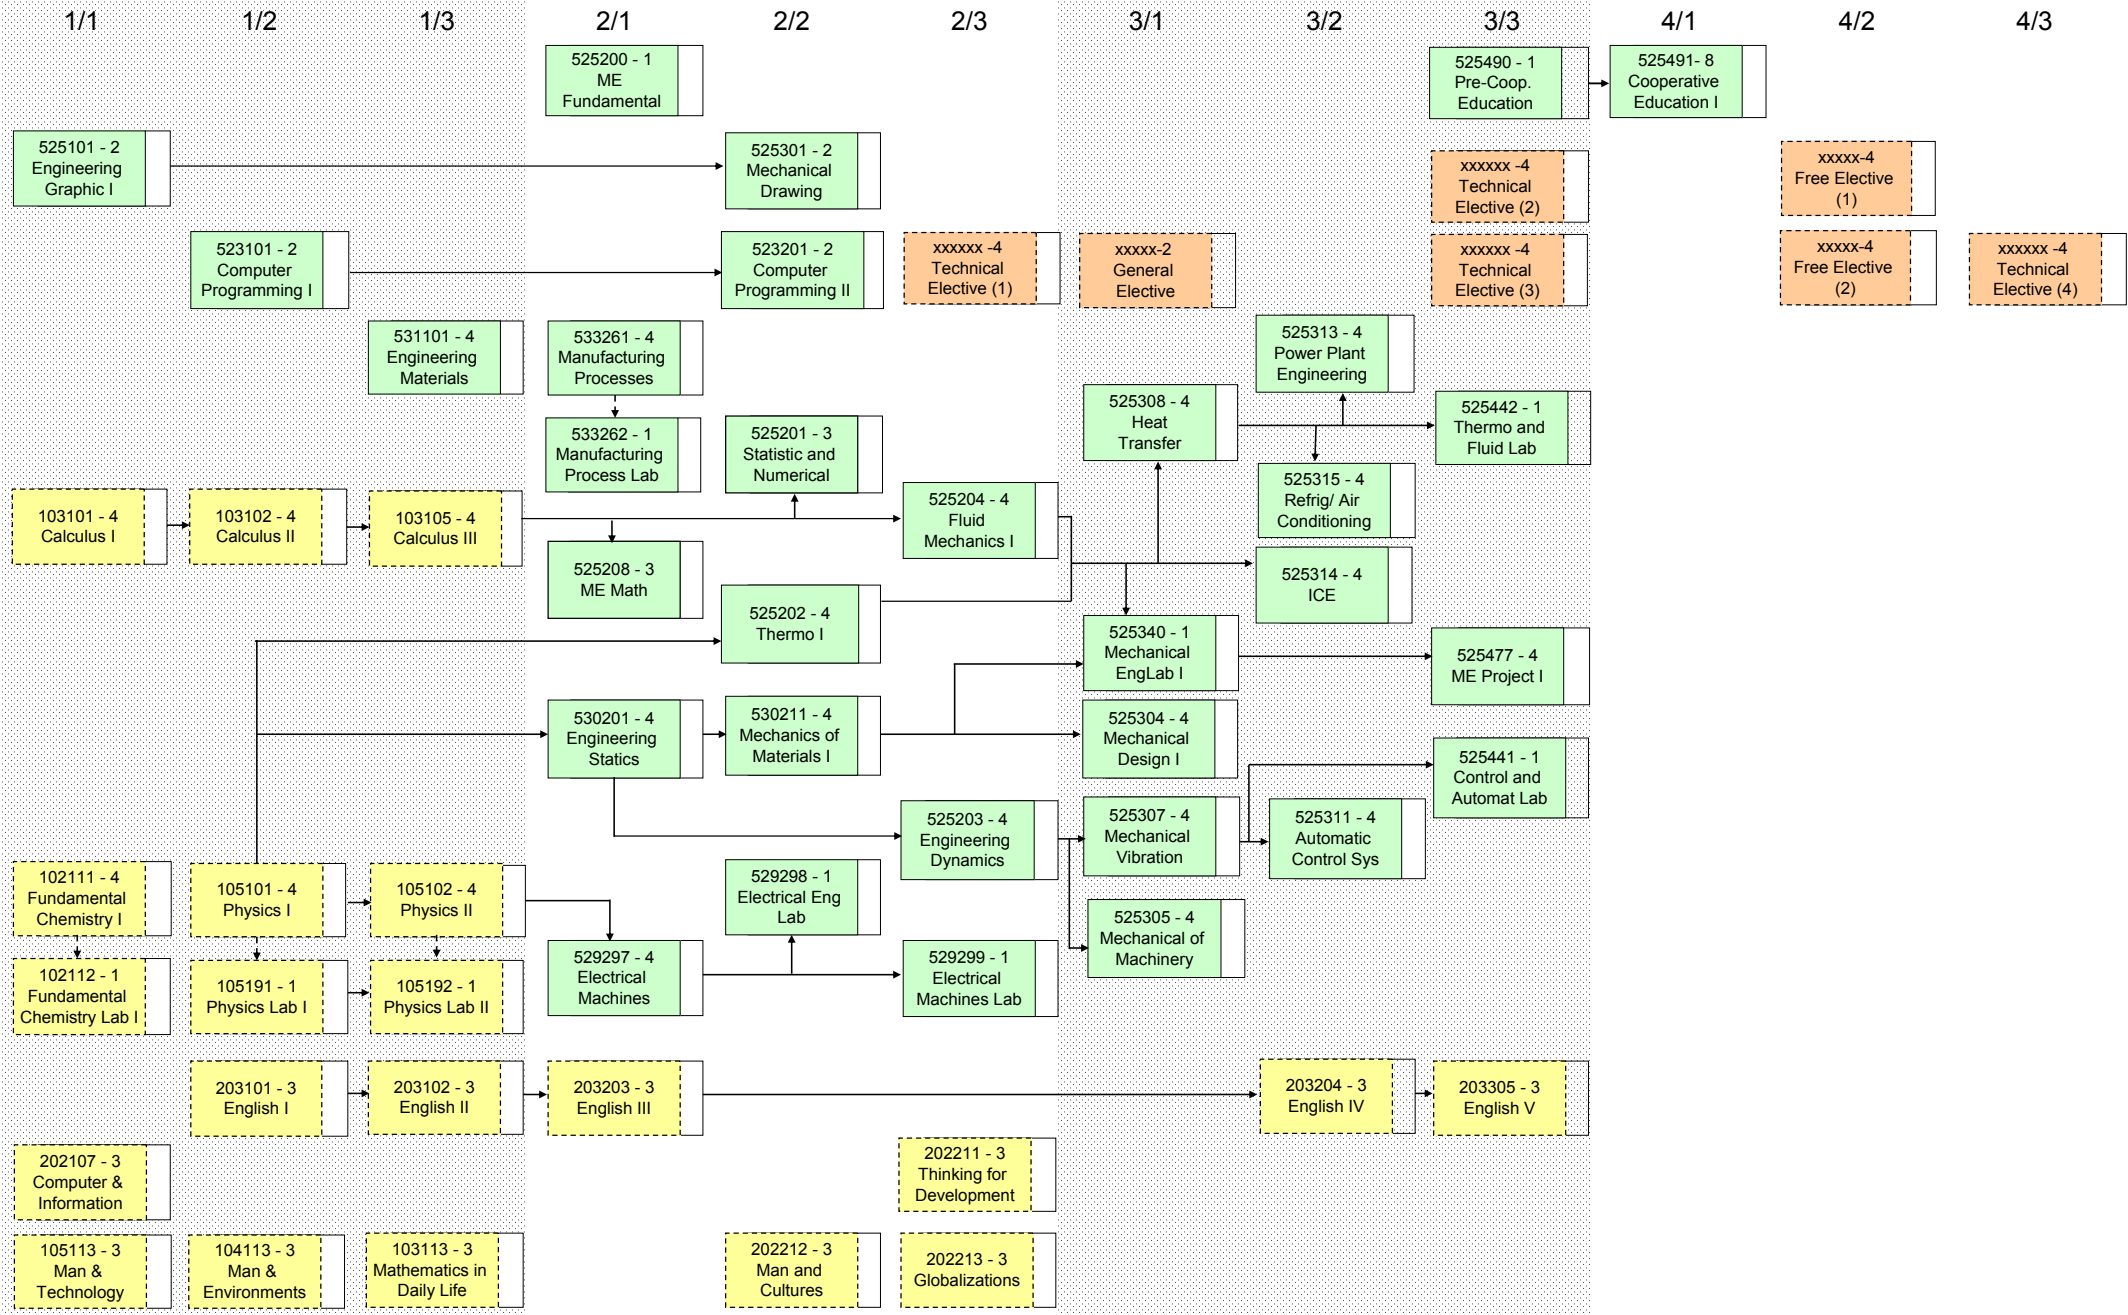 1/1
1/2
1/3
2/1
2/2
2/3
3/1
3/2
3/3
4/1
4/2
4/3
525200 - 1
ME
Fundamental
525490 - 1
Pre-Coop.
Education
525491- 8
Cooperative
Education I
525101 - 2
Engineering
Graphic I
525301 - 2
Mechanical
Drawing
xxxxxx -4
Technical
Elective (2)
xxxxx-4
Free Elective
(1)
523101 - 2
Computer
Programming I
523201 - 2
Computer
Programming II
xxxxxx -4
Technical
Elective (1)
xxxxx-2
General
Elective
xxxxxx -4
Technical
Elective (3)
xxxxx-4
Free Elective
(2)
xxxxxx -4
Technical
Elective (4)
531101 - 4
Engineering
Materials
533261 - 4
Manufacturing
Processes
525313 - 4
Power Plant
Engineering
533262 - 1
Manufacturing
Process Lab
525201 - 3
Statistic and
Numerical
525308 - 4
Heat
Transfer
525442 - 1
Thermo and
Fluid Lab
525315 - 4
Refrig/ Air
Conditioning
103101 - 4
Calculus I
103102 - 4
Calculus II
103105 - 4
Calculus III
525204 - 4
Fluid
Mechanics I
525208 - 3
ME Math
525314 - 4
ICE
525202 - 4
Thermo I
525340 - 1
Mechanical
EngLab I
525477 - 4
ME Project I
530201 - 4
Engineering
Statics
530211 - 4
Mechanics of
Materials I
525304 - 4
Mechanical
Design I
525441 - 1
Control and
Automat Lab
525203 - 4
Engineering
Dynamics
525307 - 4
Mechanical
Vibration
525311 - 4
Automatic
Control Sys
102111 - 4
Fundamental
Chemistry I
105101 - 4
Physics I
105102 - 4
Physics II
529298 - 1
Electrical Eng
Lab
525305 - 4
Mechanical of
Machinery
102112 - 1
Fundamental
Chemistry Lab I
105191 - 1
Physics Lab I
105192 - 1
Physics Lab II
529297 - 4
Electrical
Machines
529299 - 1
Electrical
Machines Lab
203101 - 3
English I
203102 - 3
English II
203203 - 3
English III
203204 - 3
English IV
203305 - 3
English V
202107 - 3
Computer &
Information
202211 - 3
Thinking for
Development
105113 - 3
Man &
Technology
104113 - 3
Man &
Environments
103113 - 3
Mathematics in
Daily Life
202212 - 3
Man and
Cultures
202213 - 3
Globalizations